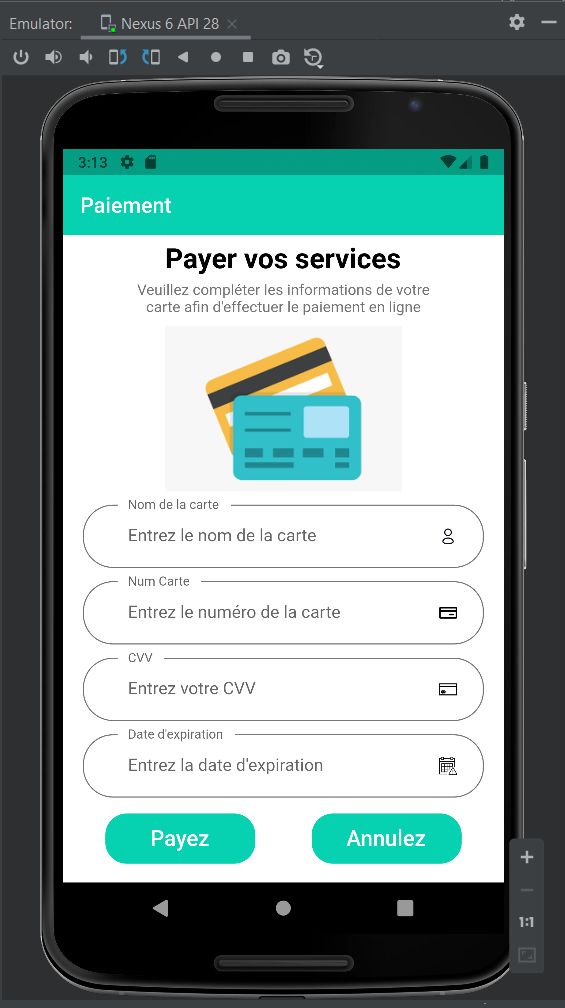 Emulator: Nexus 6 API 28
3:13
Paiement
Payer vos services
Veuillez compléter les informations de votre
carte afin d'effectuer le paiement en ligne
Nom de la carte
Entrez le nom de la carte
Num Carte
Entrez le numéro de la carte
CVV
Entrez votre CVV
Date d'expiration
Entrez la date d'expiration
Payez Annulez
1:1